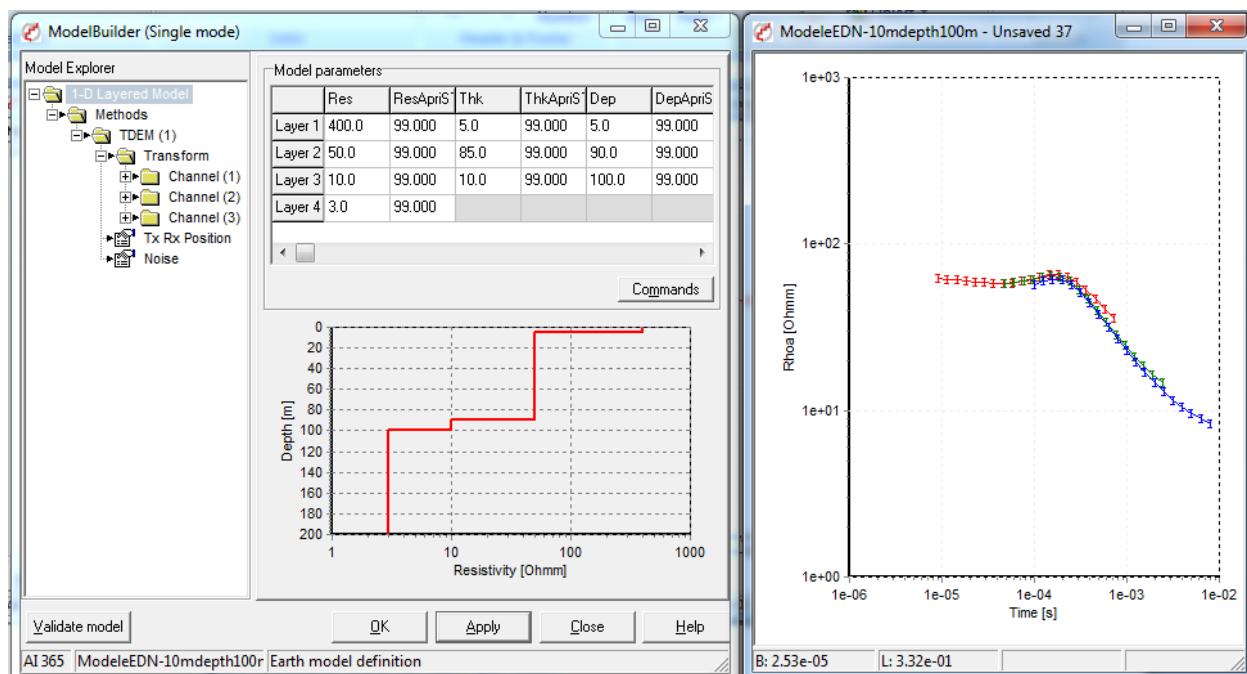 ModelBuilder (Single mode)
Model Explorer
1-D Layered Model
Methods
TDEM (1)
Transform
Channel (1)
Channel (2)
Channel (3)
Tx Rx Position
Noise
Model parameters
Res ResApriS Thk ThkApriS Dep DepApriS
Layer 1 400.0 99.000 5.0 99.000 5.0 99.000
Layer 2 50.0 99.000 85.0 99.000 90.0 99.000
Layer 3 10.0 99.000 10.0 99.000 100.0 99.000
Layer 4 3.0 99.000
Commands
0
20
40
60
80
100
120
140
160
180
200
Depth [m]
1 10 100 1000
Resistivity [Ohmm]
Validate model OK Apply Close Help
AI 365 ModeleEDN-10mdepth100r Earth model definition
ModeleEDN-10mdepth100m - Unsaved 37
1e+03
1e+02
1e+01
1e+00
Rhoa [Ohmm]
1e-06 1e-05 1e-04 1e-03 1e-02
Time [s]
B: 2.53e-05 L: 3.32e-01